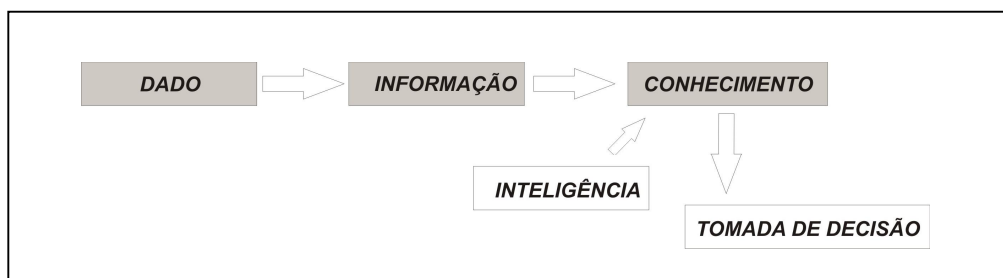 DADO
INFORMAÇÃO
CONHECIMENTO
INTELIGÊNCIA
TOMADA DE DECISÃO